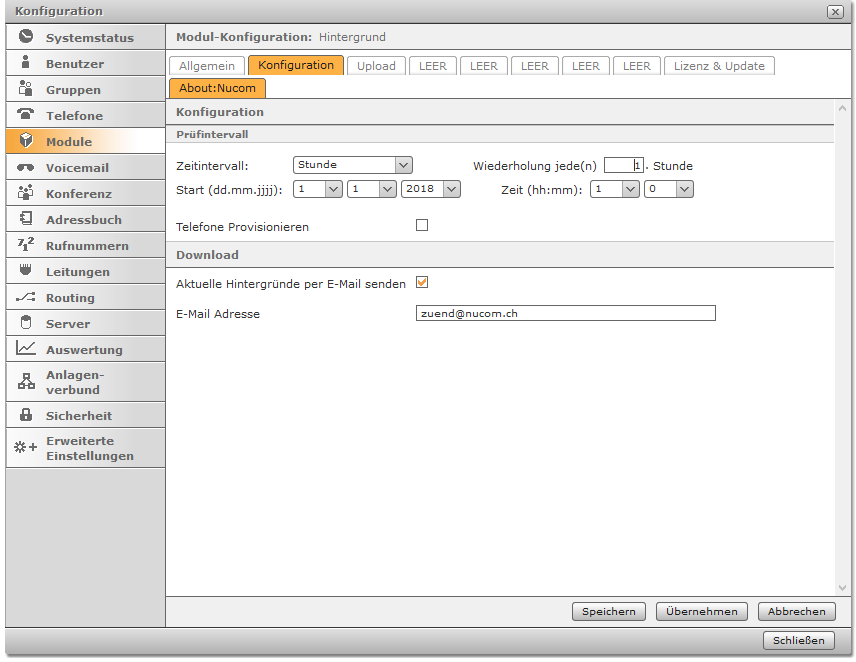 Konfiguration
Systemstatus
Benutzer
Gruppen
Telefone
Module
Voicemail
Konferenz
Adressbuch
Rufnummern
Leitungen
Routing
Server
Auswertung
Anlagen-
verbund
Sicherheit
Erweiterte
Einstellungen
Modul-Konfiguration: Hintergrund
Allgemein Konfiguration Upload LEER LEER LEER LEER LEER Lizenz & Update
About:Nucom
Konfiguration
Prüfintervall
Zeitintervall: Stunde Wiederholung jede(n) 1. Stunde
Start (dd.mm.jjjj): 1 1 2018 Zeit (hh:mm): 1 0
Telefone Provisionieren
Download
Aktuelle Hintergründe per E-Mail senden
E-Mail Adresse zuend@nucom.ch
Speichern Übernehmen Abbrechen
Schließen